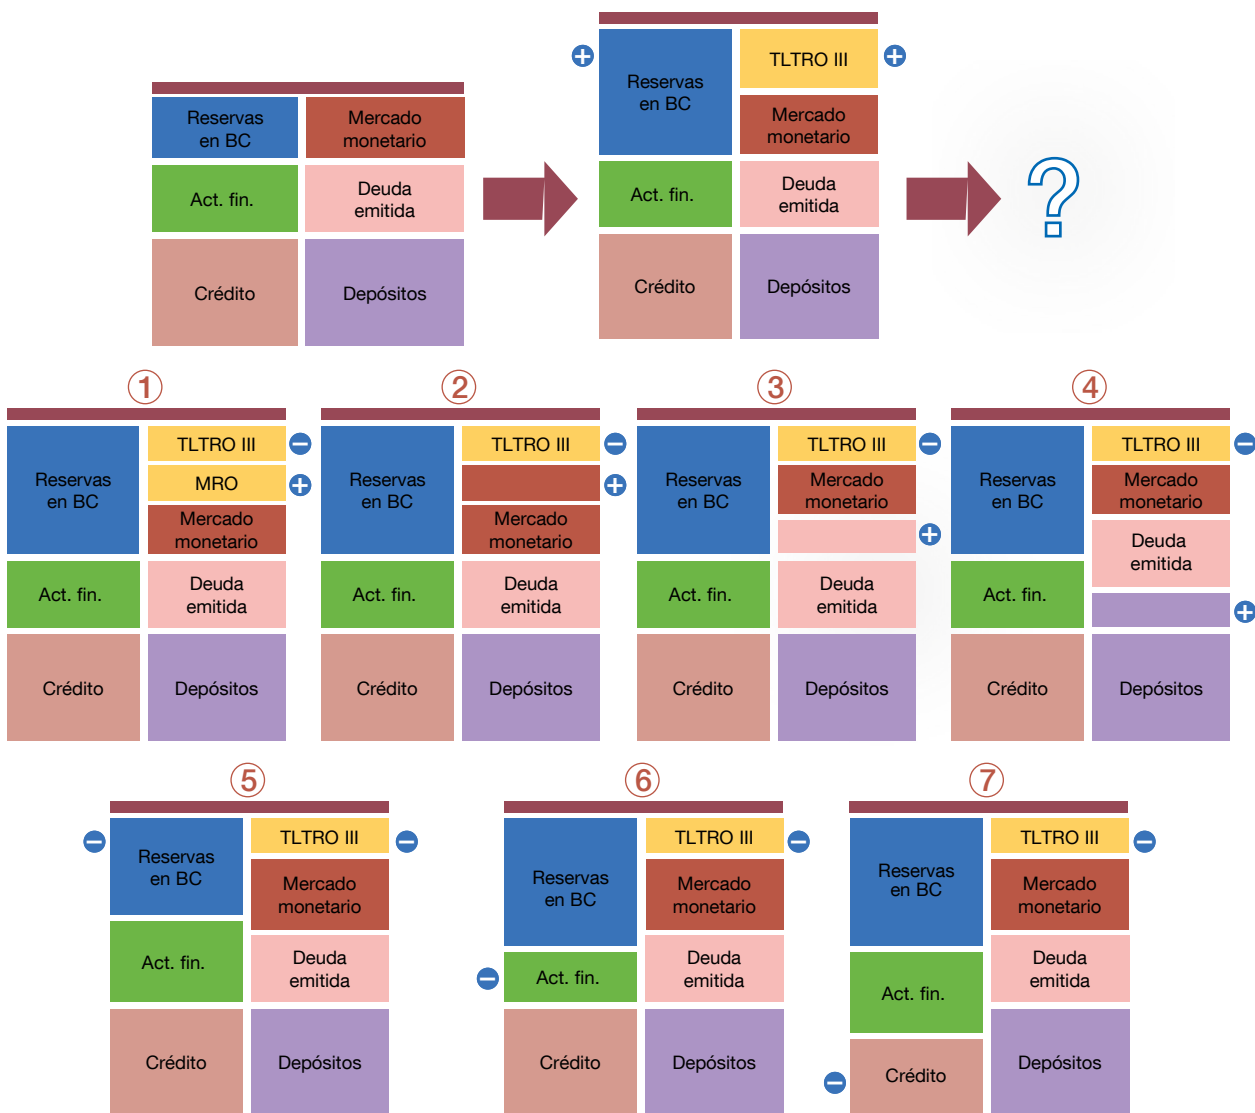 TLTRO III
Reservas
en BC
Mercado
monetario
Act. fin.
Deuda
emitida
Crédito
Depósitos
Reservas
en BC
Mercado
monetario
Act. fin.
Deuda
emitida
Crédito
Depósitos
?
1
TLTRO III
Reservas
en BC
MRO
Mercado
monetario
Act. fin.
Deuda
emitida
Crédito
Depósitos
2
TLTRO III
Reservas
en BC
Mercado
monetario
Act. fin.
Deuda
emitida
Crédito
Depósitos
3
TLTRO III
Reservas
en BC
Mercado
monetario
Act. fin.
Deuda
emitida
Crédito
Depósitos
4
TLTRO III
Reservas
en BC
Mercado
monetario
Deuda
emitida
Act. fin.
Crédito
Depósitos
5
TLTRO III
Reservas
en BC
Mercado
monetario
Act. fin.
Deuda
emitida
Crédito
Depósitos
6
TLTRO III
Reservas
en BC
Mercado
monetario
Act. fin.
Deuda
emitida
Crédito
Depósitos
7
TLTRO III
Reservas
en BC
Mercado
monetario
Act. fin.
Deuda
emitida
Crédito
Depósitos